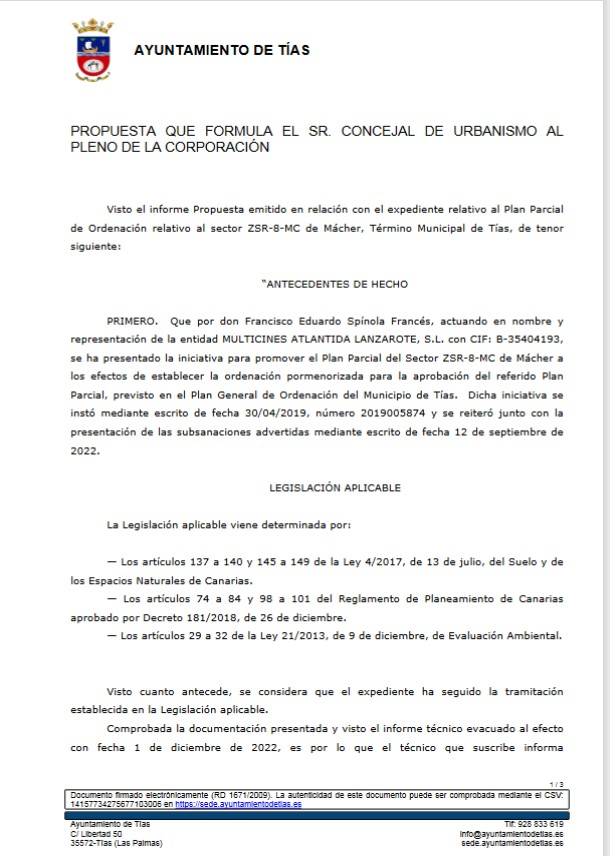 AYUNTAMIENTO DE TÍAS
PROPUESTA QUE FORMULA EL SR. CONCEJAL DE URBANISMO AL
PLENO DE LA CORPORACIÓN
Visto el informe Propuesta emitido en relación con el expediente relativo al Plan Parcial
de Ordenación relativo al sector ZSR-8-MC de Mácher, Término Municipal de Tías, de tenor
siguiente:
“ANTECEDENTES DE HECHO
PRIMERO. Que por don Francisco Eduardo Spínola Francés, actuando en nombre y
representación de la entidad MULTICINES ATLANTIDA LANZAROTE, S.L. con CIF: B-35404193,
se ha presentado la iniciativa para promover el Plan Parcial del Sector ZSR-8-MC de Mácher a
los efectos de establecer la ordenación pormenorizada para la aprobación del referido Plan
Parcial, previsto en el Plan General de Ordenación del Municipio de Tías. Dicha iniciativa se
instó mediante escrito de fecha 30/04/2019, número 2019005874 y se reiteró junto con la
presentación de las subsanaciones advertidas mediante escrito de fecha 12 de septiembre de
2022.
LEGISLACIÓN APLICABLE
La Legislación aplicable viene determinada por:
— Los artículos 137 a 140 y 145 a 149 de la Ley 4/2017, de 13 de julio, del Suelo y de
los Espacios Naturales de Canarias.
— Los artículos 74 a 84 y 98 a 101 del Reglamento de Planeamiento de Canarias
aprobado por Decreto 181/2018, de 26 de diciembre.
— Los artículos 29 a 32 de la Ley 21/2013, de 9 de diciembre, de Evaluación Ambiental.
Visto cuanto antecede, se considera que el expediente ha seguido la tramitación
establecida en la Legislación aplicable.
Comprobada la documentación presentada y visto el informe técnico evacuado al efecto
con fecha 1 de diciembre de 2022, es por lo que el técnico que suscribe informa
1 / 3
Documento firmado electrónicamente (RD 1671/2009). La autenticidad de este documento puede ser comprobada mediante el CSV:
14157734275677103006 en https://sede.ayuntamientodetias.es
Ayuntamiento de Tías
Tlf: 928 833 619
C/ Libertad 50
info@ayuntamientodetias.es
35572-Tías (Las Palmas)
sede.ayuntamientodetias.es